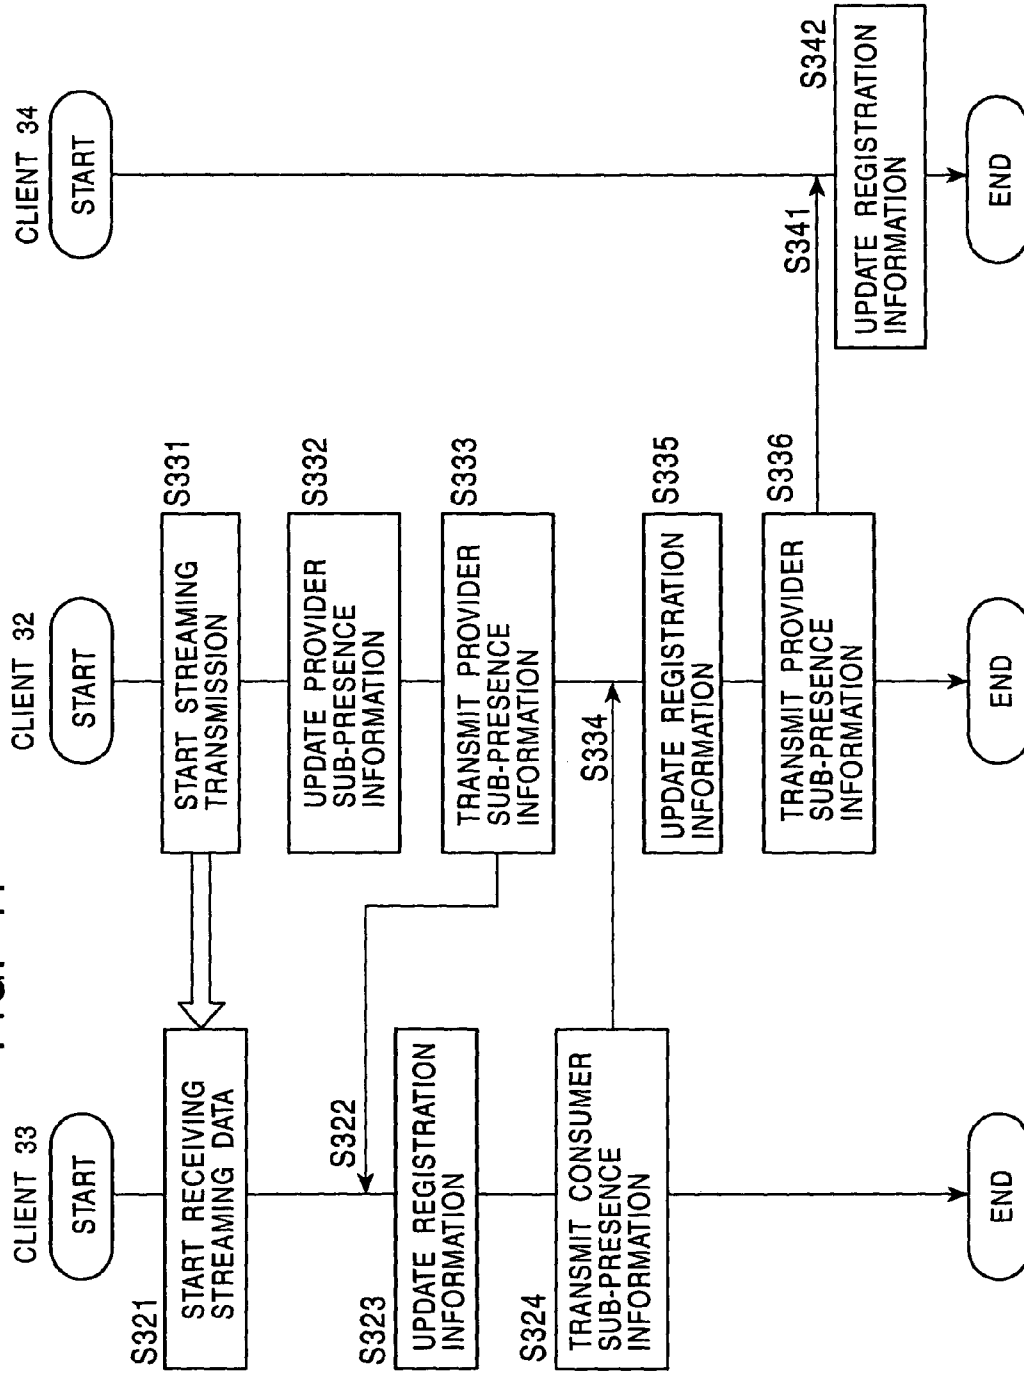 CLIENT 33
START
S321
START RECEIVING
STREAMING DATA
S322
S323
UPDATE REGISTRATION
INFORMATION
S324
TRANSMIT CONSUMER
SUB-PRESENCE
INFORMATION
END
CLIENT 32
START
S331
START STREAMING
TRANSMISSION
S332
UPDATE PROVIDER
SUB-PRESENCE
INFORMATION
S333
TRANSMIT PROVIDER
SUB-PRESENCE
INFORMATION
S334
S335
UPDATE REGISTRATION
INFORMATION
S336
TRANSMIT PROVIDER
SUB-PRESENCE
INFORMATION
END
CLIENT 34
START
S341
S342
UPDATE REGISTRATION
INFORMATION
END